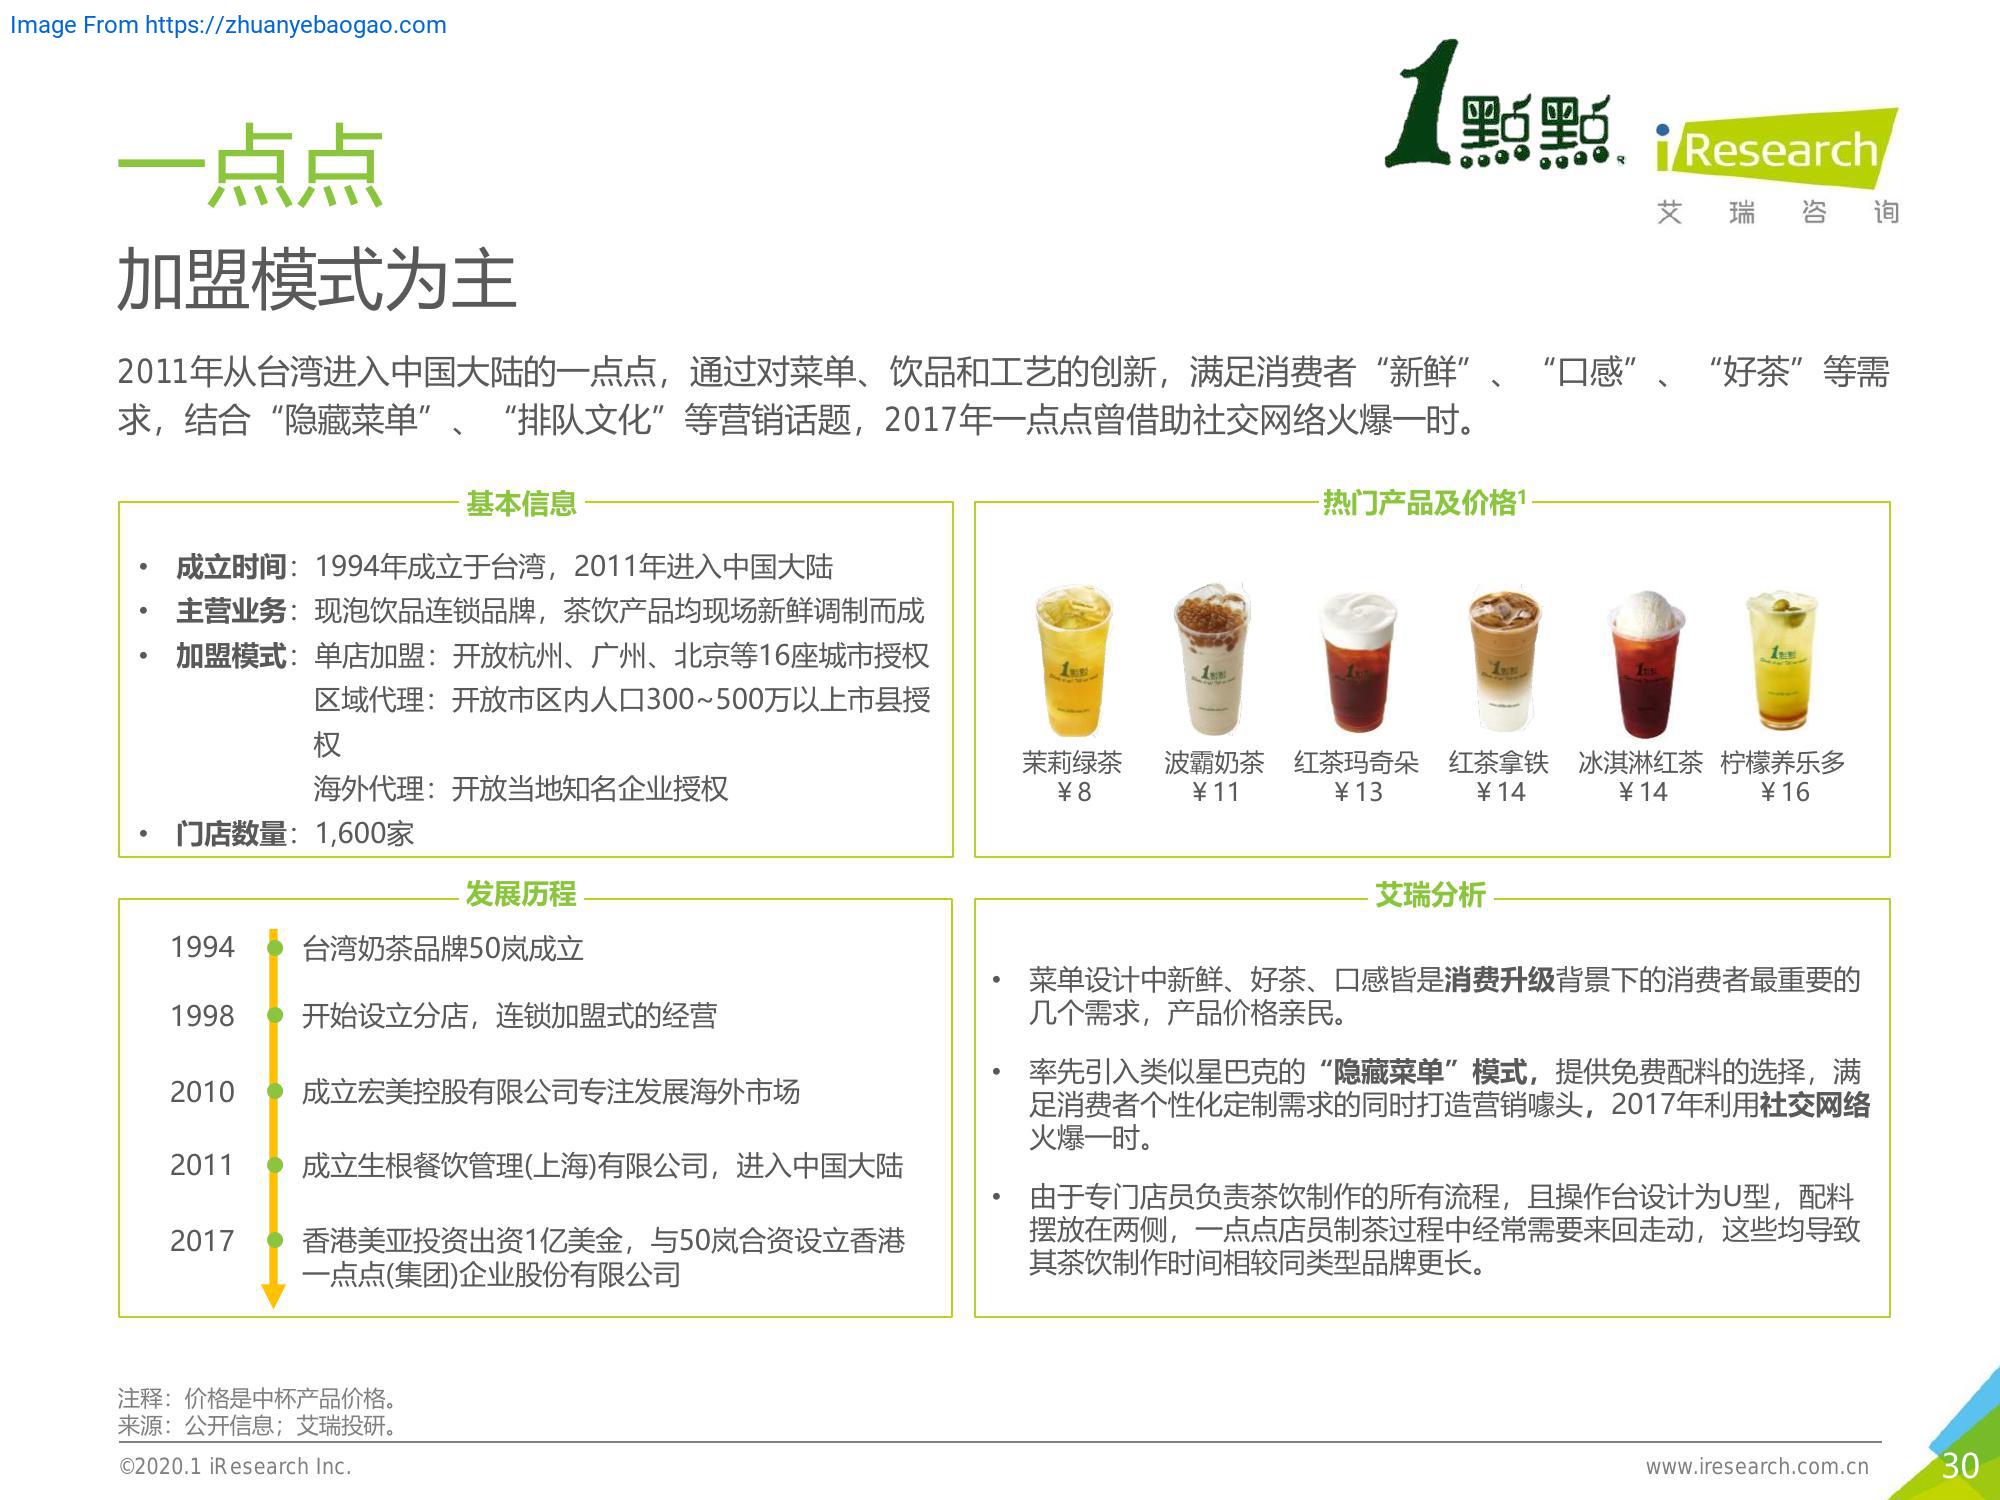 Image From https://zhuanyebaogao.com
1點點
iResearch
艾瑞咨询
一点点
加盟模式为主
2011年从台湾进入中国大陆的一点点，通过对菜单、饮品和工艺的创新，满足消费者“新鲜”、“口感”、“好茶”等需
求，结合“隐藏菜单”、“排队文化”等营销话题，2017年一点点曾借助社交网络火爆一时。
基本信息
• 成立时间：1994年成立于台湾，2011年进入中国大陆
• 主营业务：现泡饮品连锁品牌，茶饮产品均现场新鲜调制而成
• 加盟模式：单店加盟：开放杭州、广州、北京等16座城市授权
区域代理：开放市区内人口300~500万以上市县授
权
海外代理：开放当地知名企业授权
• 门店数量：1,600家
热门产品及价格1
茉莉绿茶 波霸奶茶 红茶玛奇朵 红茶拿铁 冰淇淋红茶 柠檬养乐多
￥8 ￥11 ￥13 ￥14 ￥14 ￥16
发展历程
1994 台湾奶茶品牌50岚成立
1998 开始设立分店，连锁加盟式的经营
2010 成立宏美控股有限公司专注发展海外市场
2011 成立生根餐饮管理(上海)有限公司，进入中国大陆
2017 香港美亚投资出资1亿美金，与50岚合资设立香港
一点点(集团)企业股份有限公司
艾瑞分析
• 菜单设计中新鲜、好茶、口感皆是消费升级背景下的消费者最重要的
几个需求，产品价格亲民。
• 率先引入类似星巴克的“隐藏菜单”模式，提供免费配料的选择，满
足消费者个性化定制需求的同时打造营销噱头，2017年利用社交网络
火爆一时。
• 由于专门店员负责茶饮制作的所有流程，且操作台设计为U型，配料
摆放在两侧，一点点店员制茶过程中经常需要来回走动，这些均导致
其茶饮制作时间相较同类型品牌更长。
注释：价格是中杯产品价格。
来源：公开信息；艾瑞投研。
©2020.1 iResearch Inc.
www.iresearch.com.cn
30